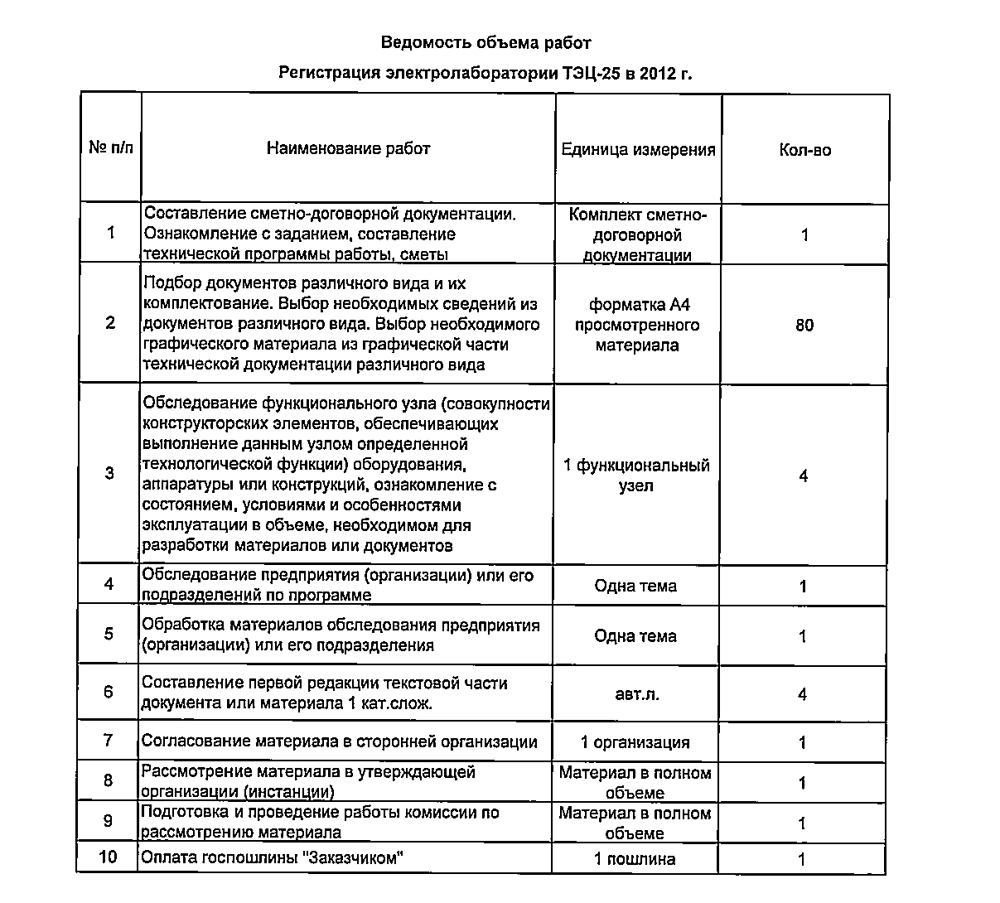 Ведомость объема работ
Регистрация электролаборатории ТЭЦ-25 в 2012 г.
№ п/п
Наименование работ
Единица измерения
Кол-во
1
Составление сметно-договорной документации.
Ознакомление с заданием, составление
технической программы работы, сметы
Комплект сметно-
договорной
документации
1
2
Подбор документов различного вида и их
комплектование. Выбор необходимых сведений из
документов различного вида. Выбор необходимого
графического материала из графической части
технической документации различного вида
форматка А4
просмотренного
материала
80
3
Обследование функционального узла (совокупности
конструкторских элементов, обеспечивающих
выполнение данным узлом определенной
технологической функции) оборудования,
аппаратуры или конструкций, ознакомление с
состоянием, условиями и особенностями
эксплуатации в объеме, необходимом для
разработки материалов или документов
1 функциональный
узел
4
4
Обследование предприятия (организации) или его
подразделений по программе
Одна тема
1
5
Обработка материалов обследования предприятия
(организации) или его подразделения
Одна тема
1
6
Составление первой редакции текстовой части
документа или материала 1 кат.слож.
авт.л.
4
7
Согласование материала в сторонней организации
1 организация
1
8
Рассмотрение материала в утверждающей
организации (инстанции)
Материал в полном
объеме
1
9
Подготовка и проведение работы комиссии по
рассмотрению материала
Материал в полном
объеме
1
10
Оплата госпошлины "Заказчиком"
1 пошлина
1